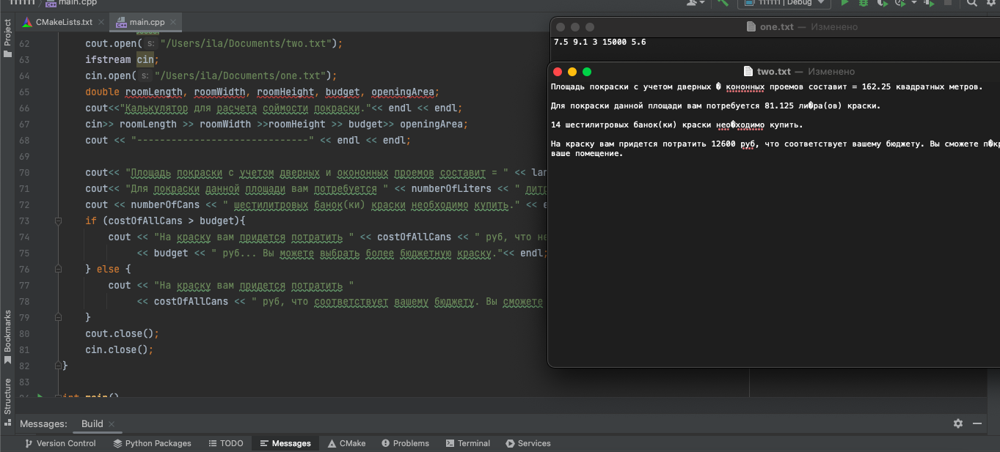 111111 main.cpp
111111 | Debug
CMakeLists.txt main.cpp
Project
62 cout.open( s: "/Users/ila/Documents/two.txt");
63 ifstream cin;
64 cin.open( s: "/Users/ila/Documents/one.txt");
65 double roomLength, roomWidth, roomHeight, budget, openingArea;
66 cout<<"Калькулятор для расчета соймости покраски."<< endl << endl;
67 cin>> roomLength >> roomWidth >>roomHeight >> budget>> openingArea;
68 cout << "------------------------------" << endl << endl;
69
70 cout<< "Площадь покраски с учетом дверных и окононных проемов составит = " << lan
71 cout<< "Для покраски данной площади вам потребуется " << numberOfLiters << " литр
72 cout << numberOfCans << " шестилитровых банок(ки) краски необходимо купить." << e
73 if (costOfAllCans > budget){
74 cout << "На краску вам придется потратить " << costOfAllCans << " руб, что не
75 << budget << " руб... Вы можете выбрать более бюджетную краску."<< endl;
76 } else {
77 cout << "На краску вам придется потратить "
78 << costOfAllCans << " руб, что соответствует вашему бюджету. Вы сможете
79 }
80 cout.close();
81 cin.close();
82 }
83
int main()
one.txt — Изменено
7.5 9.1 3 15000 5.6
two.txt — Изменено
Площадь покраски с учетом дверных � кононных проемов составит = 162.25 квадратных метров.
Для покраски данной площади вам потребуется 81.125 ли�ра(ов) краски.
14 шестилитровых банок(ки) краски нео�ходимо купить.
На краску вам придется потратить 12600 руб, что соответствует вашему бюджету. Вы сможете п�кр
ваше помещение.
Bookmarks
Structure
Messages: Build
Version Control Python Packages TODO Messages CMake Problems Terminal Services